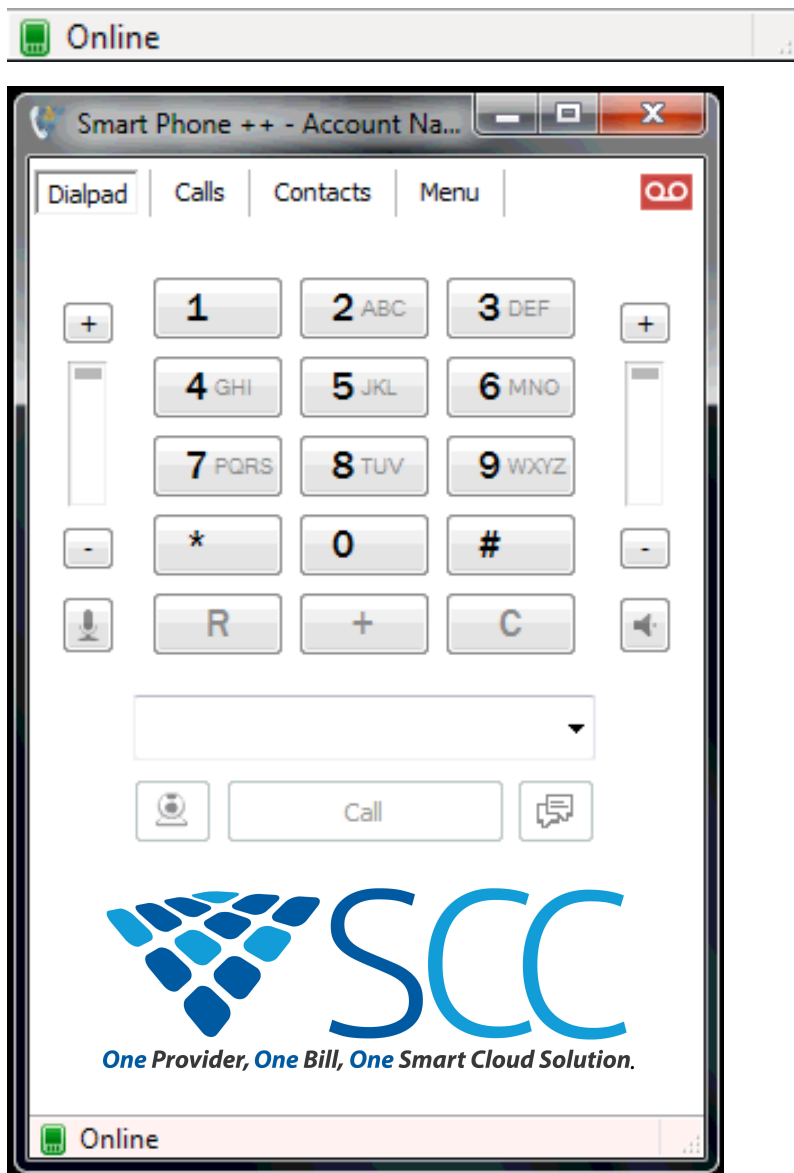 Online
Smart Phone ++ - Account Na...
Dialpad Calls Contacts Menu
+ 1 2 ABC 3 DEF +
4 GHI 5 JKL 6 MNO
7 PQRS 8 TUV 9 WXYZ
- * 0 # -
R + C
Call
SCC
One Provider, One Bill, One Smart Cloud Solution.
Online